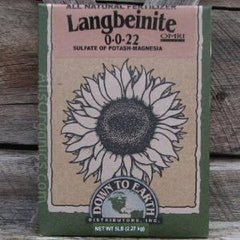 ALL NATURAL FERTILIZER
Langbeinite
OMRI
0-0-22
SULFATE OF POTASH-MAGNESIA
DOWN TO EARTH
DISTRIBUTORS, INC.
NET WT 5LB (2.27 kg)